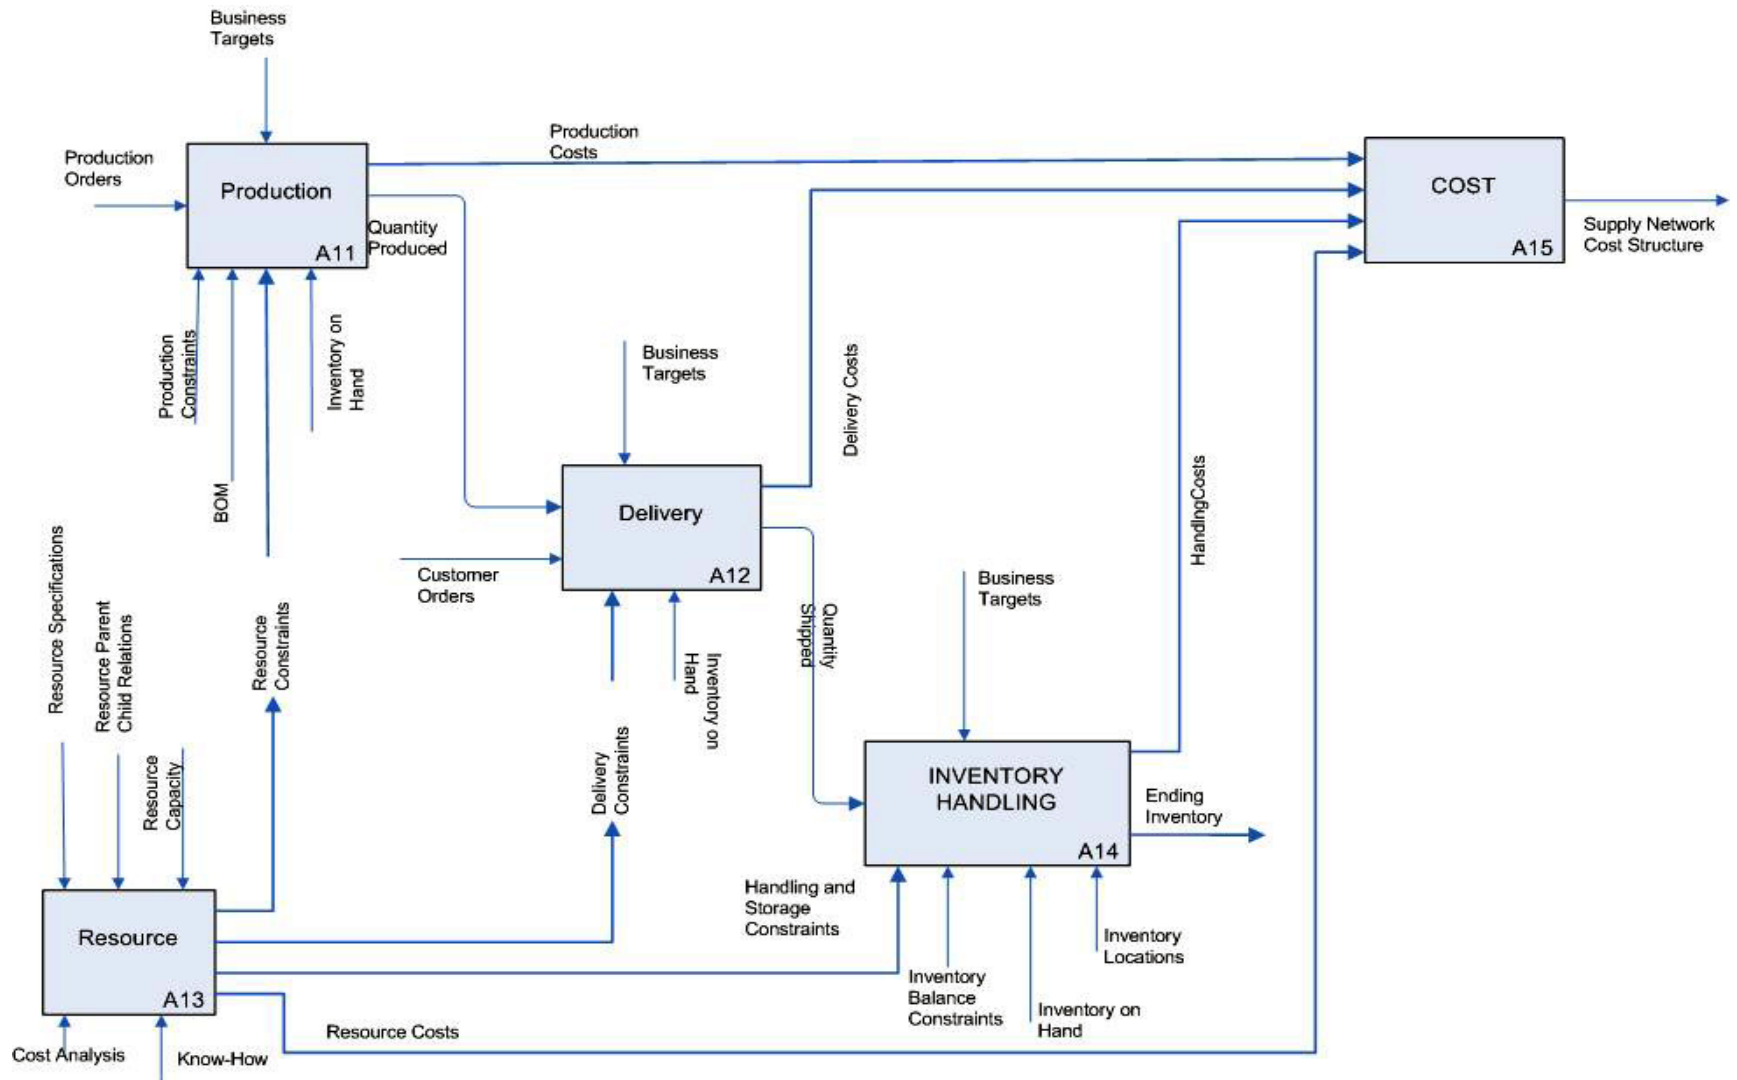 Business
Targets
Production
Orders
Production
A11
Production
Costs
COST
A15
Supply Network
Cost Structure
Quantity
Produced
Production
Constraints
BOM
Inventory on
Hand
Business
Targets
Delivery Costs
Delivery
A12
Customer
Orders
HandlngCosts
Resource Specifications
Resource Parent
Child Relations
Resource
Capacity
Resource
Constraints
Delivery
Constraints
Inventory on
Hand
Quantity
Shipped
Business
Targets
INVENTORY
HANDLING
A14
Ending
Inventory
Handling and
Storage
Constraints
Inventory
Locations
Inventory
Balance
Constraints
Inventory on
Hand
Resource
A13
Resource Costs
Cost Analysis
Know-How